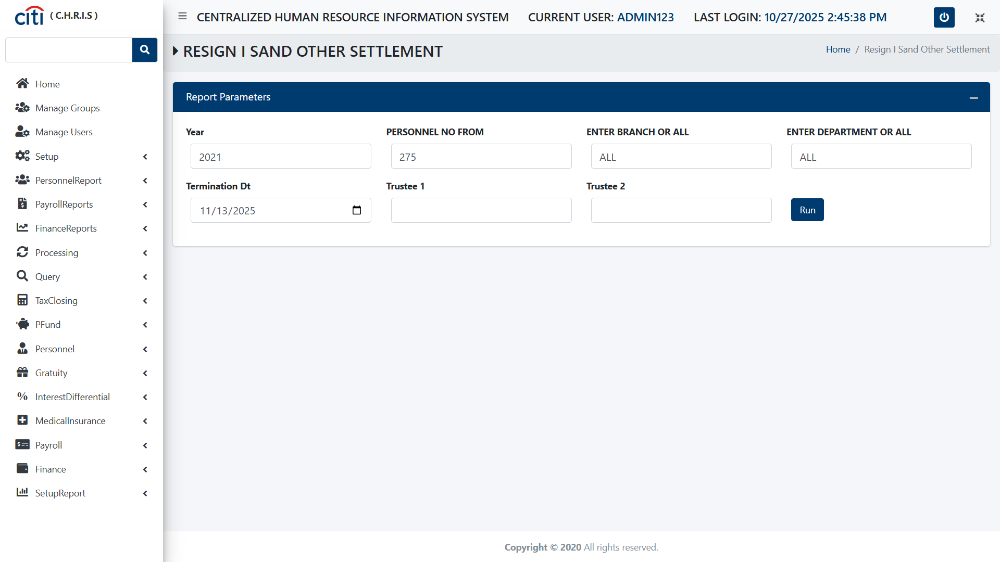 citi ( C.H.R.I.S )
CENTRALIZED HUMAN RESOURCE INFORMATION SYSTEM CURRENT USER: ADMIN123 LAST LOGIN: 10/27/2025 2:45:38 PM
RESIGN I SAND OTHER SETTLEMENT
Home / Resign I Sand Other Settlement
Home
Manage Groups
Manage Users
Setup
PersonnelReport
PayrollReports
FinanceReports
Processing
Query
TaxClosing
PFund
Personnel
Gratuity
% InterestDifferential
MedicalInsurance
Payroll
Finance
SetupReport
Report Parameters
Year PERSONNEL NO FROM ENTER BRANCH OR ALL ENTER DEPARTMENT OR ALL
2021 275 ALL ALL
Termination Dt Trustee 1 Trustee 2
11/13/2025 Run
Copyright © 2020 All rights reserved.